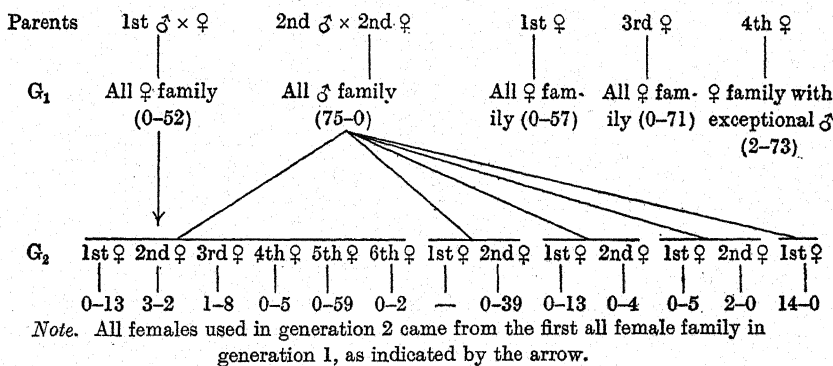 Parents 1st ♂ × ♀ 2nd ♂ × 2nd ♀ 1st ♀ 3rd ♀ 4th ♀
G₁ All ♀ family All ♂ family All ♀ fam- All ♀ fam- ♀ family with
(0–52) (75–0) ily (0–57) ily (0–71) exceptional ♂
(2–73)
G₂ 1st ♀ 2nd ♀ 3rd ♀ 4th ♀ 5th ♀ 6th ♀ 1st ♀ 2nd ♀ 1st ♀ 2nd ♀ 1st ♀ 2nd ♀ 1st ♀
0–13 3–2 1–8 0–5 0–59 0–2 — 0–39 0–13 0–4 0–5 2–0 14–0
Note. All females used in generation 2 came from the first all female family in
generation 1, as indicated by the arrow.